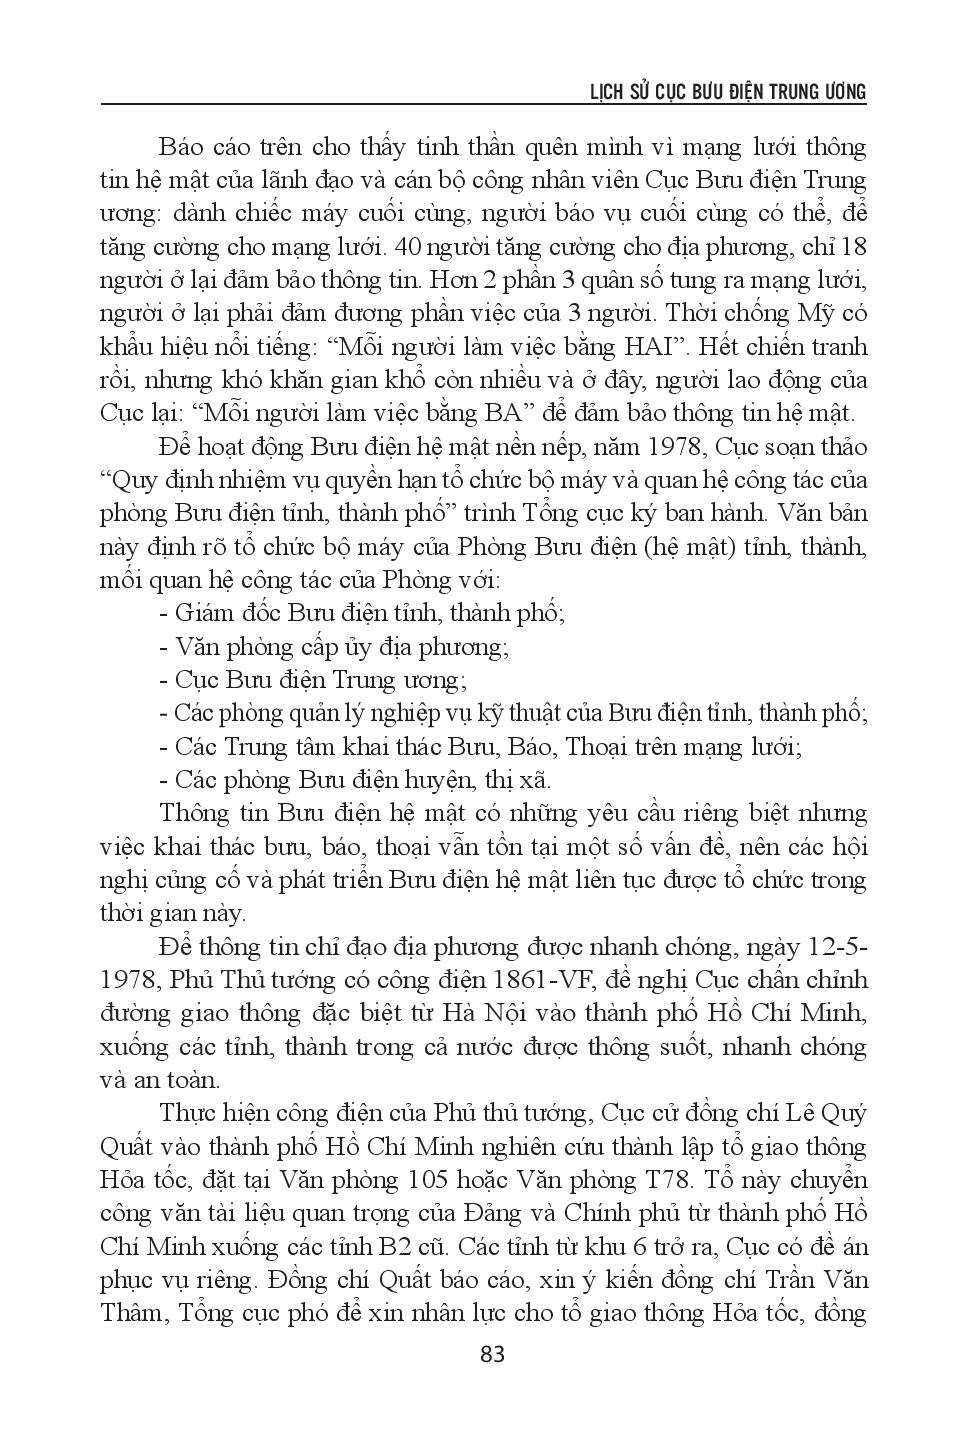 LỊCH SỬ CỤC BƯU ĐIỆN TRUNG ƯƠNG
Báo cáo trên cho thấy tinh thần quên mình vì mạng lưới thông
tin hệ mật của lãnh đạo và cán bộ công nhân viên Cục Bưu điện Trung
ương: dành chiếc máy cuối cùng, người báo vụ cuối cùng có thể, để
tăng cường cho mạng lưới. 40 người tăng cường cho địa phương, chỉ 18
người ở lại đảm bảo thông tin. Hơn 2 phần 3 quân số tung ra mạng lưới,
người ở lại phải đảm đương phần việc của 3 người. Thời chống Mỹ có
khẩu hiệu nổi tiếng: “Mỗi người làm việc bằng HAI”. Hết chiến tranh
rồi, nhưng khó khăn gian khổ còn nhiều và ở đây, người lao động của
Cục lại: “Mỗi người làm việc bằng BA” để đảm bảo thông tin hệ mật.
Để hoạt động Bưu điện hệ mật nền nếp, năm 1978, Cục soạn thảo
“Quy định nhiệm vụ quyền hạn tổ chức bộ máy và quan hệ công tác của
phòng Bưu điện tỉnh, thành phố” trình Tổng cục ký ban hành. Văn bản
này định rõ tổ chức bộ máy của Phòng Bưu điện (hệ mật) tỉnh, thành,
mối quan hệ công tác của Phòng với:
- Giám đốc Bưu điện tỉnh, thành phố;
- Văn phòng cấp ủy địa phương;
- Cục Bưu điện Trung ương;
- Các phòng quản lý nghiệp vụ kỹ thuật của Bưu điện tỉnh, thành phố;
- Các Trung tâm khai thác Bưu, Báo, Thoại trên mạng lưới;
- Các phòng Bưu điện huyện, thị xã.
Thông tin Bưu điện hệ mật có những yêu cầu riêng biệt nhưng
việc khai thác bưu, báo, thoại vẫn tồn tại một số vấn đề, nên các hội
nghị củng cố và phát triển Bưu điện hệ mật liên tục được tổ chức trong
thời gian này.
Để thông tin chỉ đạo địa phương được nhanh chóng, ngày 12-5-
1978, Phủ Thủ tướng có công điện 1861-VF, đề nghị Cục chấn chỉnh
đường giao thông đặc biệt từ Hà Nội vào thành phố Hồ Chí Minh,
xuống các tỉnh, thành trong cả nước được thông suốt, nhanh chóng
và an toàn.
Thực hiện công điện của Phủ thủ tướng, Cục cử đồng chí Lê Quý
Quất vào thành phố Hồ Chí Minh nghiên cứu thành lập tổ giao thông
Hỏa tốc, đặt tại Văn phòng 105 hoặc Văn phòng T78. Tổ này chuyển
công văn tài liệu quan trọng của Đảng và Chính phủ từ thành phố Hồ
Chí Minh xuống các tỉnh B2 cũ. Các tỉnh từ khu 6 trở ra, Cục có đề án
phục vụ riêng. Đồng chí Quất báo cáo, xin ý kiến đồng chí Trần Văn
Thâm, Tổng cục phó để xin nhân lực cho tổ giao thông Hỏa tốc, đồng
83